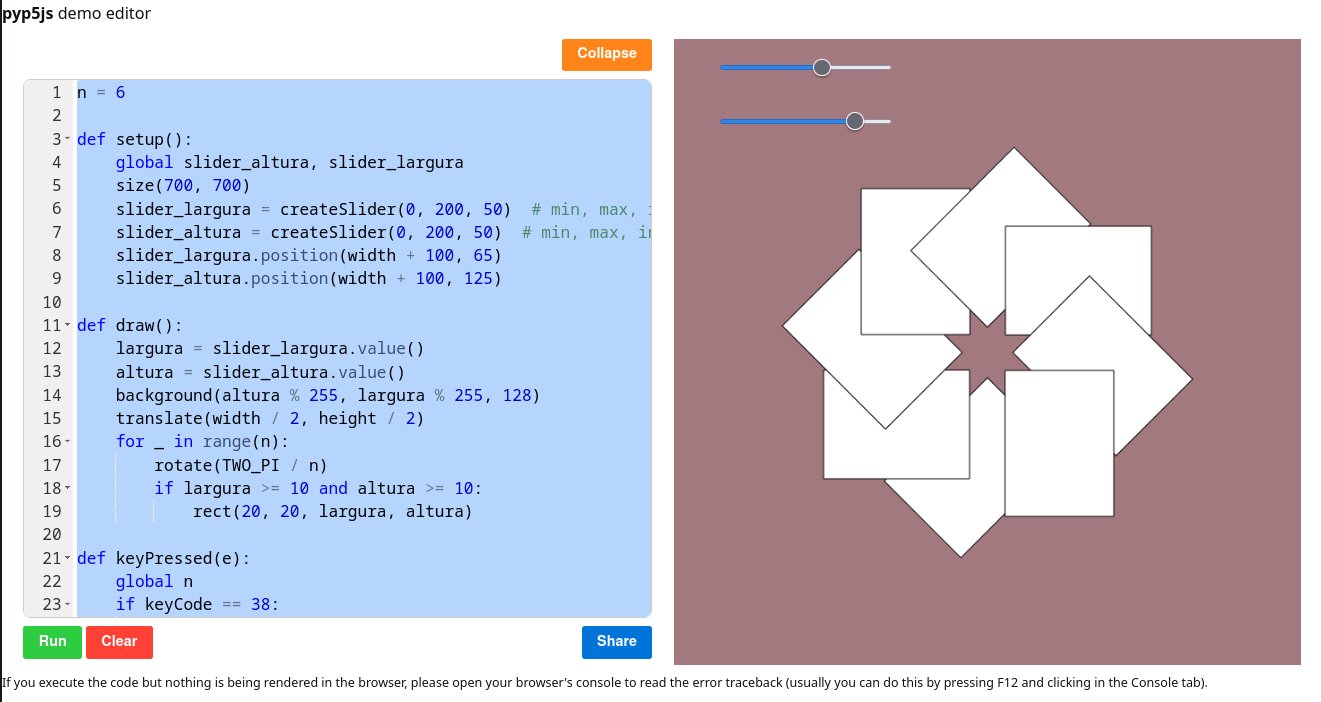 pyp5js demo editor
Collapse
1 n = 6
2
3 def setup():
4     global slider_altura, slider_largura
5     size(700, 700)
6     slider_largura = createSlider(0, 200, 50)  # min, max,
7     slider_altura = createSlider(0, 200, 50)  # min, max,
8     slider_largura.position(width + 100, 65)
9     slider_altura.position(width + 100, 125)
10
11 def draw():
12     largura = slider_largura.value()
13     altura = slider_altura.value()
14     background(altura % 255, largura % 255, 128)
15     translate(width / 2, height / 2)
16     for _ in range(n):
17         rotate(TWO_PI / n)
18         if largura >= 10 and altura >= 10:
19             rect(20, 20, largura, altura)
20
21 def keyPressed(e):
22     global n
23     if keyCode == 38:
Run Clear Share
If you execute the code but nothing is being rendered in the browser, please open your browser's console to read the error traceback (usually you can do this by pressing F12 and clicking in the Console tab).